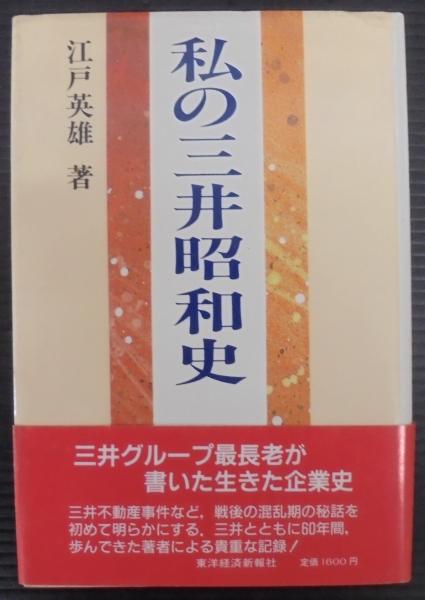 私の三井昭和史
江戸英雄 著
三井グループ最長老が
書いた生きた企業史
三井不動産事件など、戦後の混乱期の秘話を
初めて明らかにする。三井とともに60年間、
歩んできた著者による貴重な記録!
東洋経済新報社 定価1600円